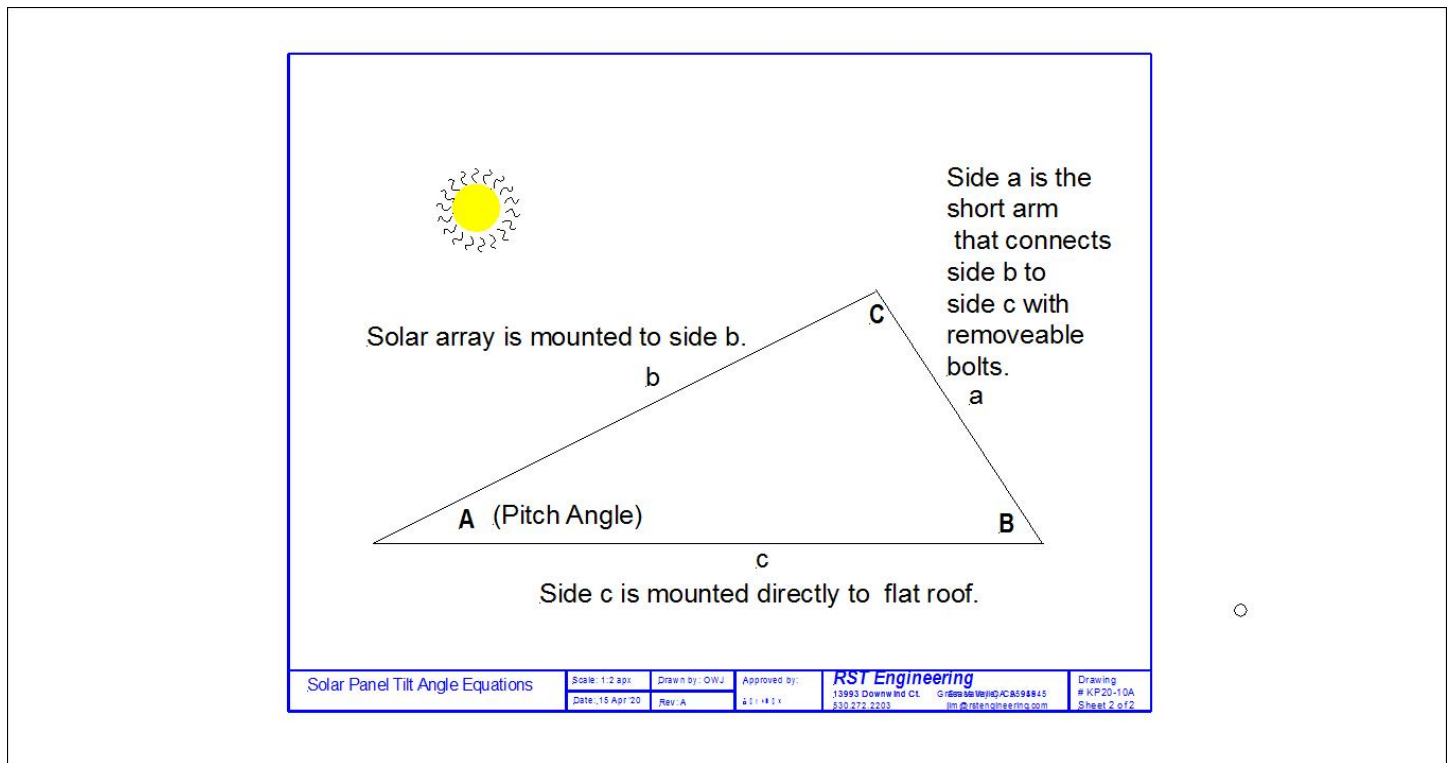 Side a is the
short arm
that connects
side b to
side c with
removeable
bolts.
a
C
Solar array is mounted to side b.
b
A (Pitch Angle)
B
c
Side c is mounted directly to flat roof.
Solar Panel Tilt Angle Equations
Scale: 1:2 apx
Date: 15 Apr '20
Drawn by: OWJ
Rev: A
Approved by:
RST Engineering
13993 Downwind Ct.
530.272.2203
jim@rstengineering.com
Drawing
# KP20-10A
Sheet 2 of 2